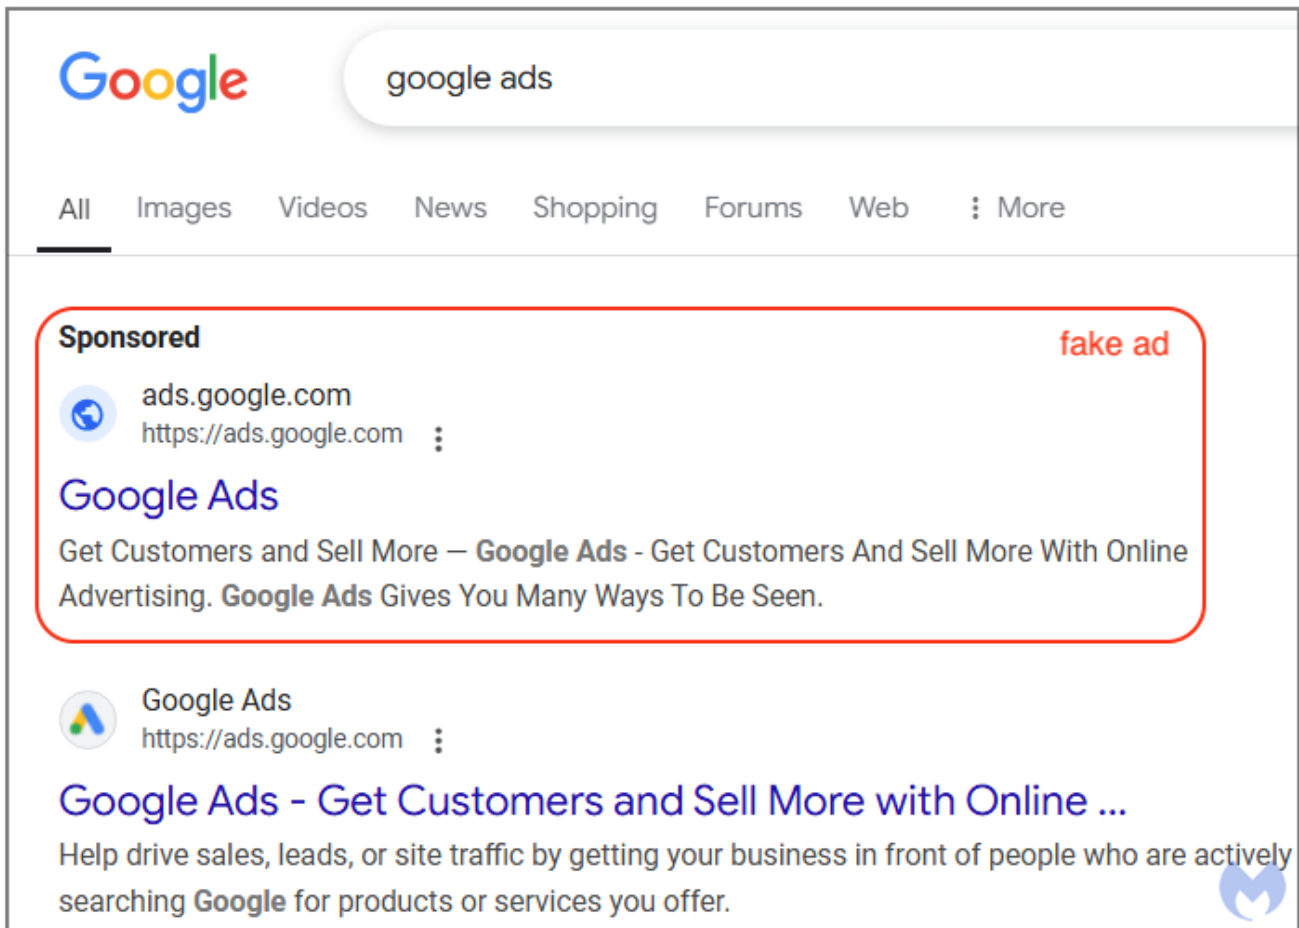 Google
google ads
All Images Videos News Shopping Forums Web More
Sponsored
fake ad
ads.google.com
https://ads.google.com
Google Ads
Get Customers and Sell More — Google Ads - Get Customers And Sell More With Online
Advertising. Google Ads Gives You Many Ways To Be Seen.
Google Ads
https://ads.google.com
Google Ads - Get Customers and Sell More with Online ...
Help drive sales, leads, or site traffic by getting your business in front of people who are actively
searching Google for products or services you offer.